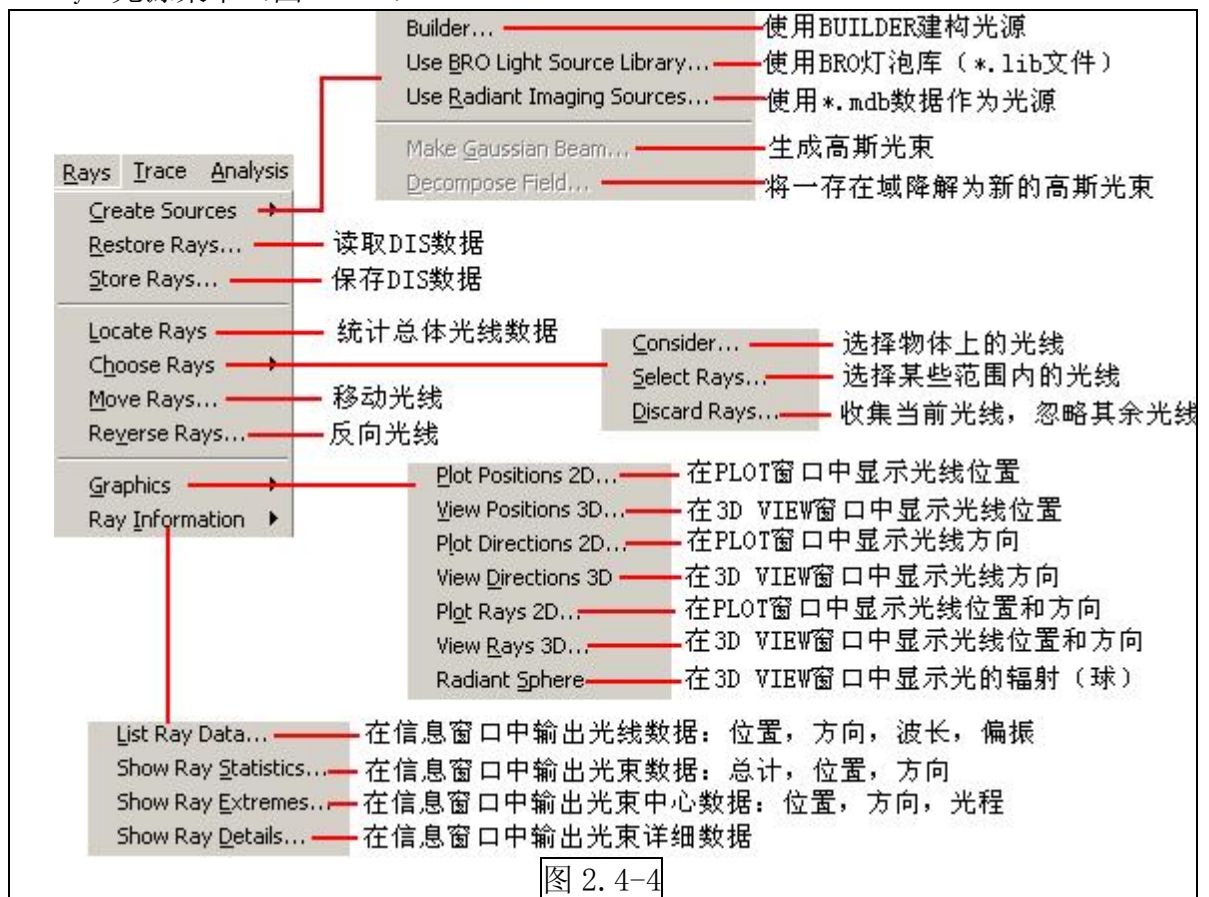 Builder... 使用BUILDER建构光源
Use BRO Light Source Library... 使用BRO灯泡库（*.lib文件）
Use Radiant Imaging Sources... 使用*.mdb数据作为光源
Make Gaussian Beam... 生成高斯光束
Decompose Field... 将一存在域降解为新的高斯光束
Rays Trace Analysis
Create Sources
Restore Rays... 读取DIS数据
Store Rays... 保存DIS数据
Locate Rays 统计总体光线数据
Choose Rays
Move Rays... 移动光线
Reverse Rays... 反向光线
Consider... 选择物体上的光线
Select Rays... 选择某些范围内的光线
Discard Rays... 收集当前光线，忽略其余光线
Graphics
Ray Information
Plot Positions 2D... 在PLOT窗口中显示光线位置
View Positions 3D... 在3D VIEW窗口中显示光线位置
Plot Directions 2D... 在PLOT窗口中显示光线方向
View Directions 3D 在3D VIEW窗口中显示光线方向
Plot Rays 2D... 在PLOT窗口中显示光线位置和方向
View Rays 3D... 在3D VIEW窗口中显示光线位置和方向
Radiant Sphere 在3D VIEW窗口中显示光的辐射（球）
List Ray Data... 在信息窗口中输出光线数据：位置，方向，波长，偏振
Show Ray Statistics... 在信息窗口中输出光束数据：总计，位置，方向
Show Ray Extremes... 在信息窗口中输出光束中心数据：位置，方向，光程
Show Ray Details... 在信息窗口中输出光束详细数据
图 2.4-4